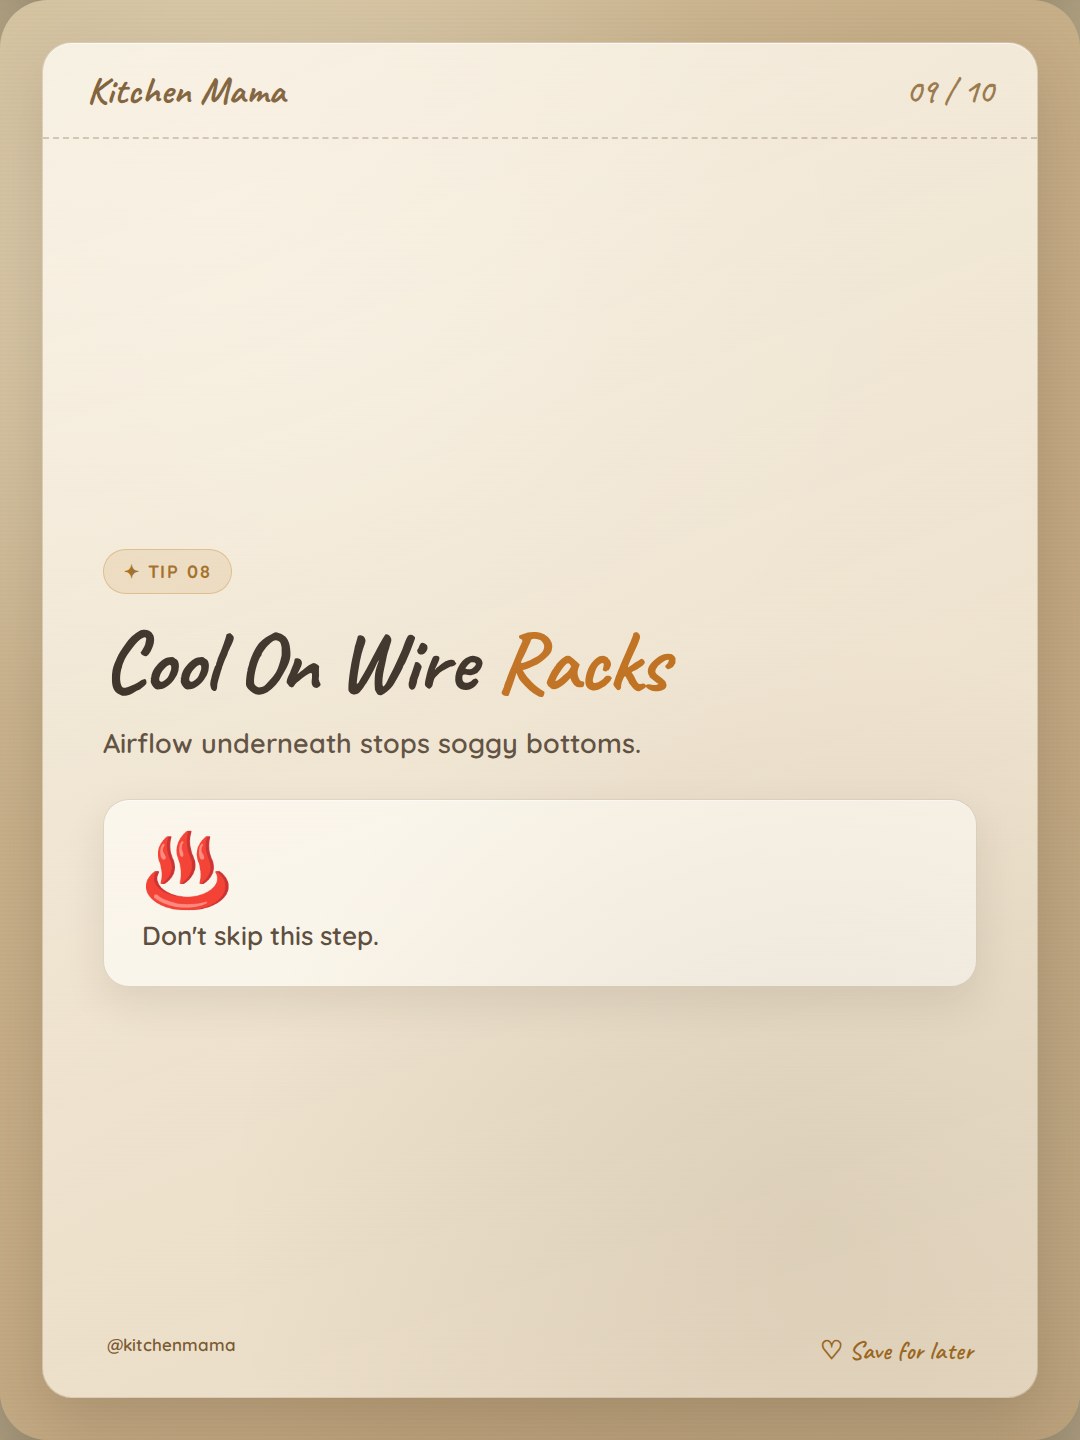 Kitchen Mama
09 / 10
✦ TIP 08
Cool On Wire Racks
Airflow underneath stops soggy bottoms.
Don't skip this step.
@kitchenmama
♡ Save for later